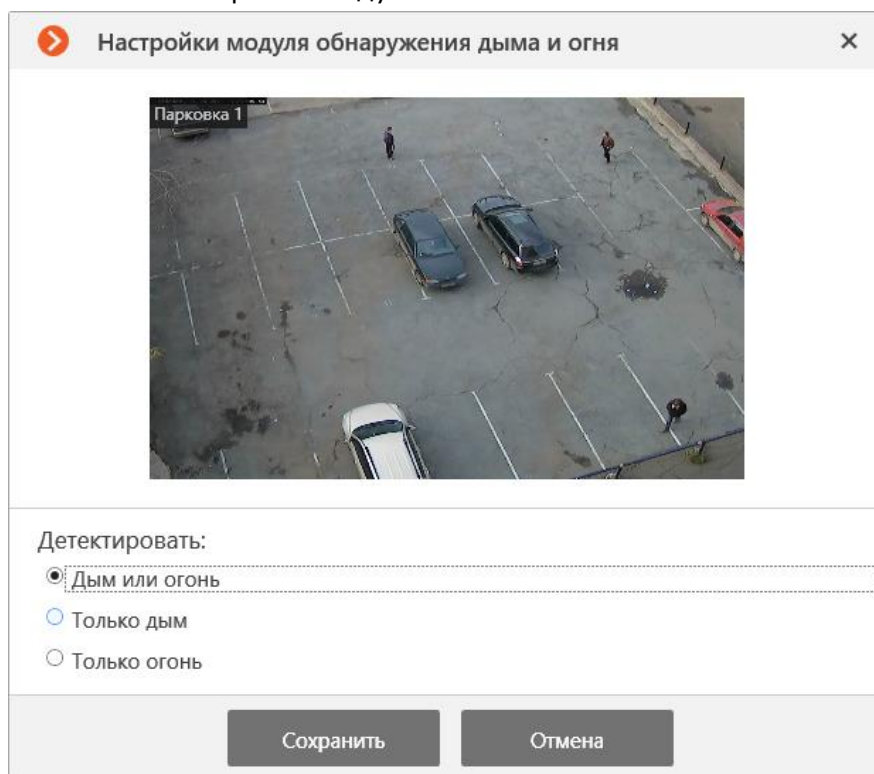 Настройки модуля обнаружения дыма и огня
Парковка 1
Детектировать:
Дым или огонь
Только дым
Только огонь
Сохранить
Отмена